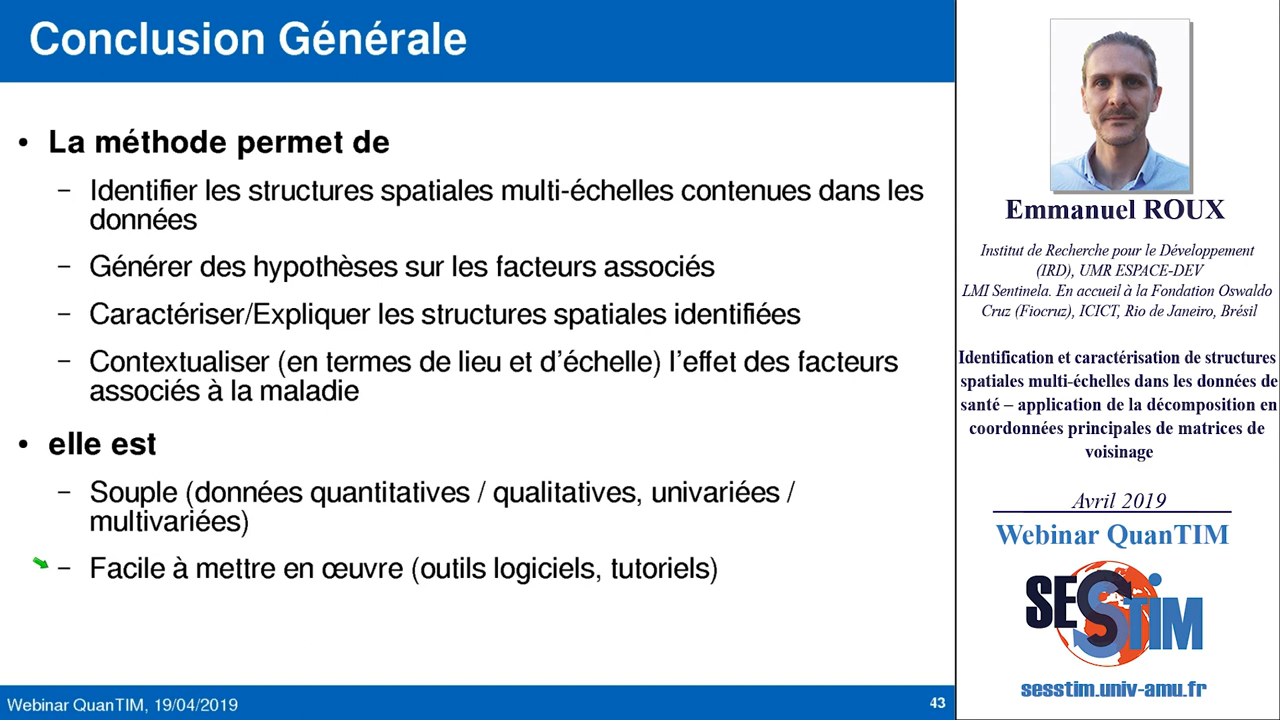 Conclusion Générale
• La méthode permet de
– Identifier les structures spatiales multi-échelles contenues dans les
données
– Générer des hypothèses sur les facteurs associés
– Caractériser/Expliquer les structures spatiales identifiées
– Contextualiser (en termes de lieu et d’échelle) l’effet des facteurs
associés à la maladie
• elle est
– Souple (données quantitatives / qualitatives, univariées /
multivariées)
– Facile à mettre en œuvre (outils logiciels, tutoriels)
Webinar QuanTIM, 19/04/2019
43
Emmanuel ROUX
Institut de Recherche pour le Développement
(IRD), UMR ESPACE-DEV
LMI Sentinela. En accueil à la Fondation Oswaldo
Cruz (Fiocruz), ICICT, Rio de Janeiro, Brésil
Identification et caractérisation de structures
spatiales multi-échelles dans les données de
santé – application de la décomposition en
coordonnées principales de matrices de
voisinage
Avril 2019
Webinar QuanTIM
SESSTIM
sesstim.univ-amu.fr